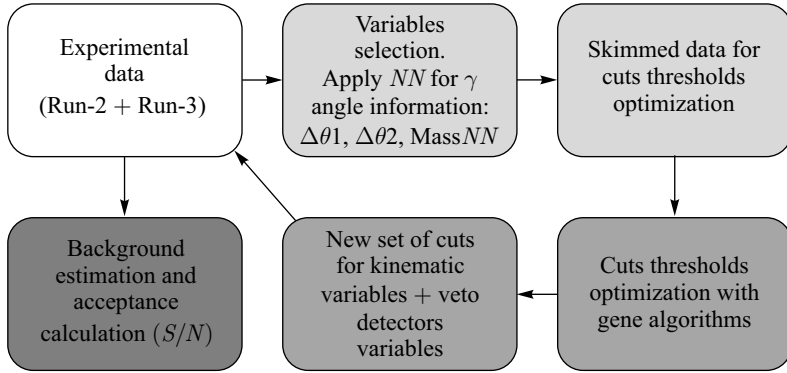 Experimental
data
(Run-2 + Run-3)
Variables
selection.
Apply NN for γ
angle information:
Δθ1, Δθ2, MassNN
Skimmed data for
cuts thresholds
optimization
Background
estimation and
acceptance
calculation (S/N)
New set of cuts
for kinematic
variables + veto
detectors
variables
Cuts thresholds
optimization with
gene algorithms